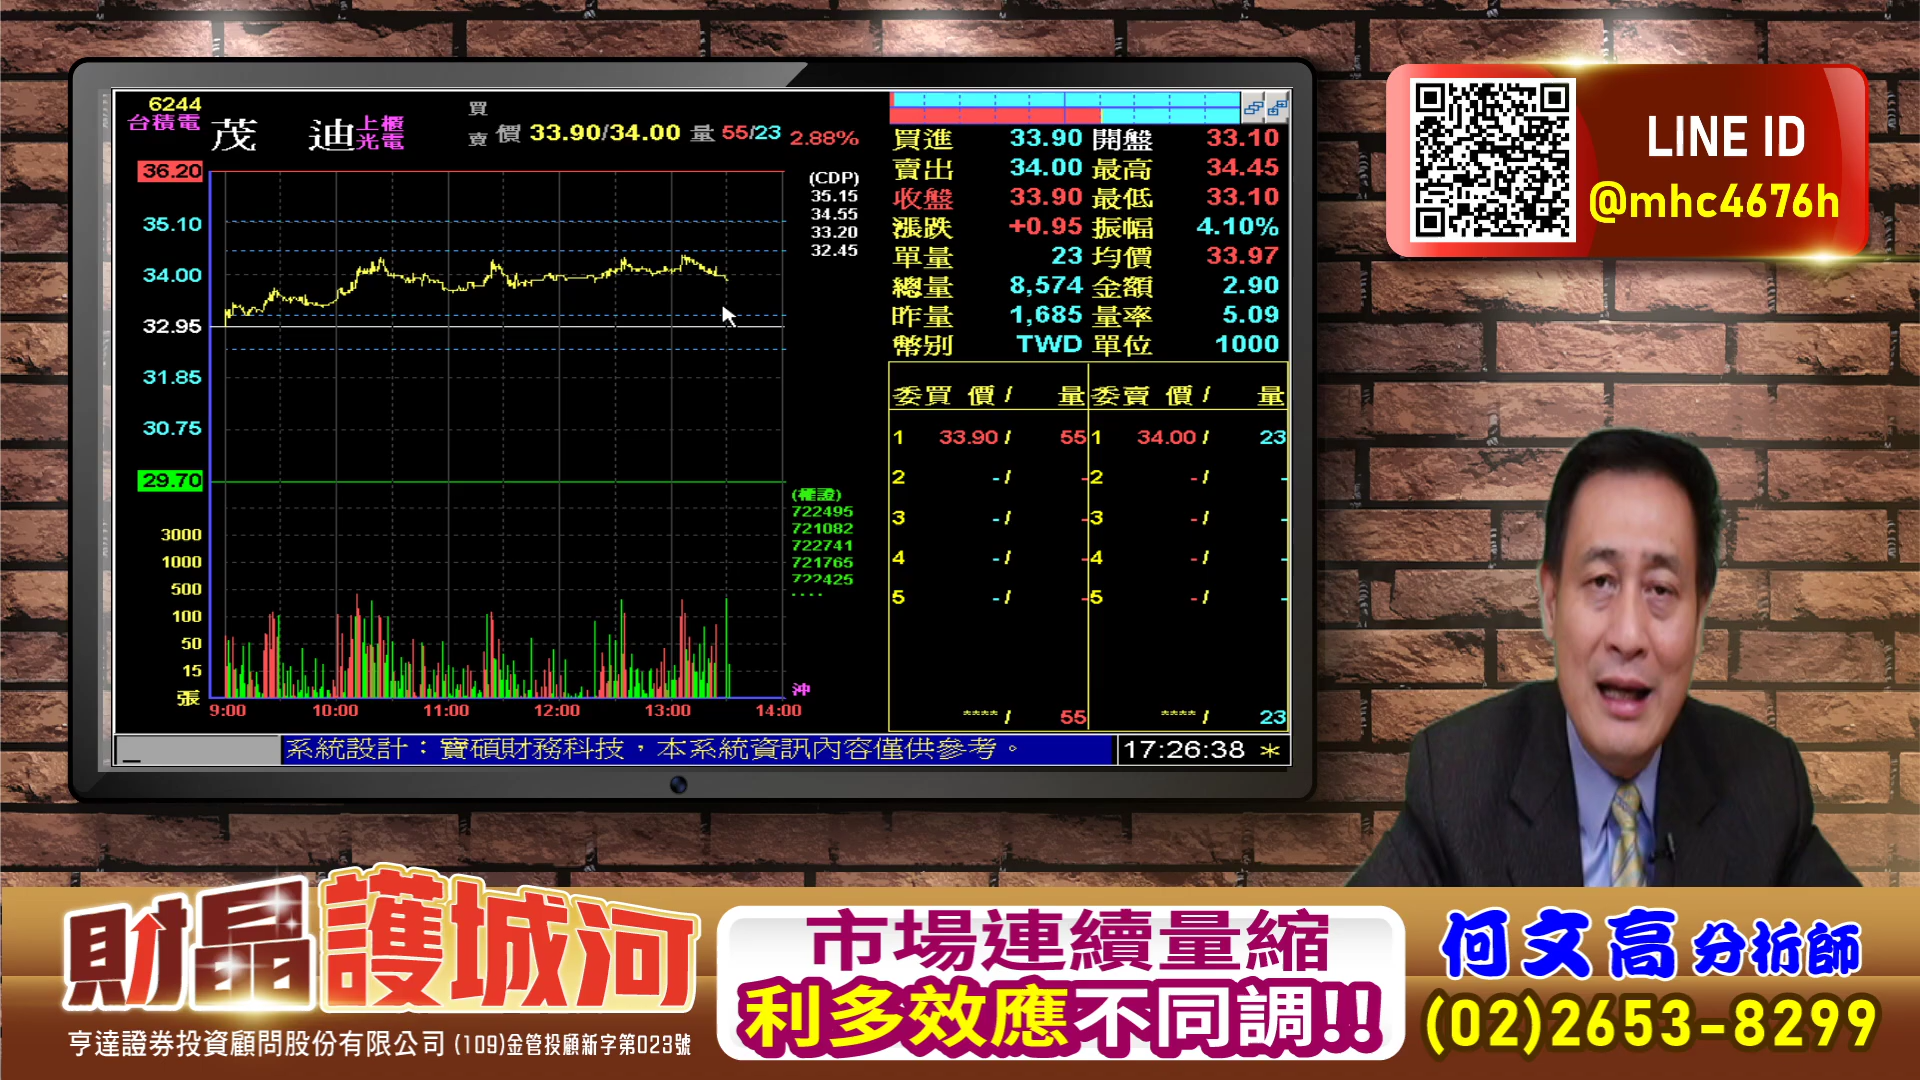 6244
台積電
茂 迪
上櫃
光電
買
賣
價 33.90/34.00 量 55/23 2.88%
36.20
35.10
34.00
32.95
31.85
30.75
29.70
3000
1000
500
100
50
15
張
9:00 10:00 11:00 12:00 13:00 14:00
(CDP)
35.15
34.55
33.20
32.45
(權證)
722495
721082
722741
721765
722425
....
沖
買進 33.90 開盤 33.10
賣出 34.00 最高 34.45
收盤 33.90 最低 33.10
漲跌 +0.95 振幅 4.10%
單量 23 均價 33.97
總量 8,574 金額 2.90
昨量 1,685 量率 5.09
幣別 TWD 單位 1000
委買 價 / 量 委賣 價 / 量
1 33.90 / 55 1 34.00 / 23
2 - / - 2 - / -
3 - / - 3 - / -
4 - / - 4 - / -
5 - / - 5 - / -
**** / 55 **** / 23
系統設計：寶碩財務科技，本系統資訊內容僅供參考。
17:26:38 *
LINE ID
@mhc4676h
財晶護城河
亨達證券投資顧問股份有限公司 (109)金管投顧新字第023號
市場連續量縮
利多效應不同調!!
何文高 分析師
(02)2653-8299